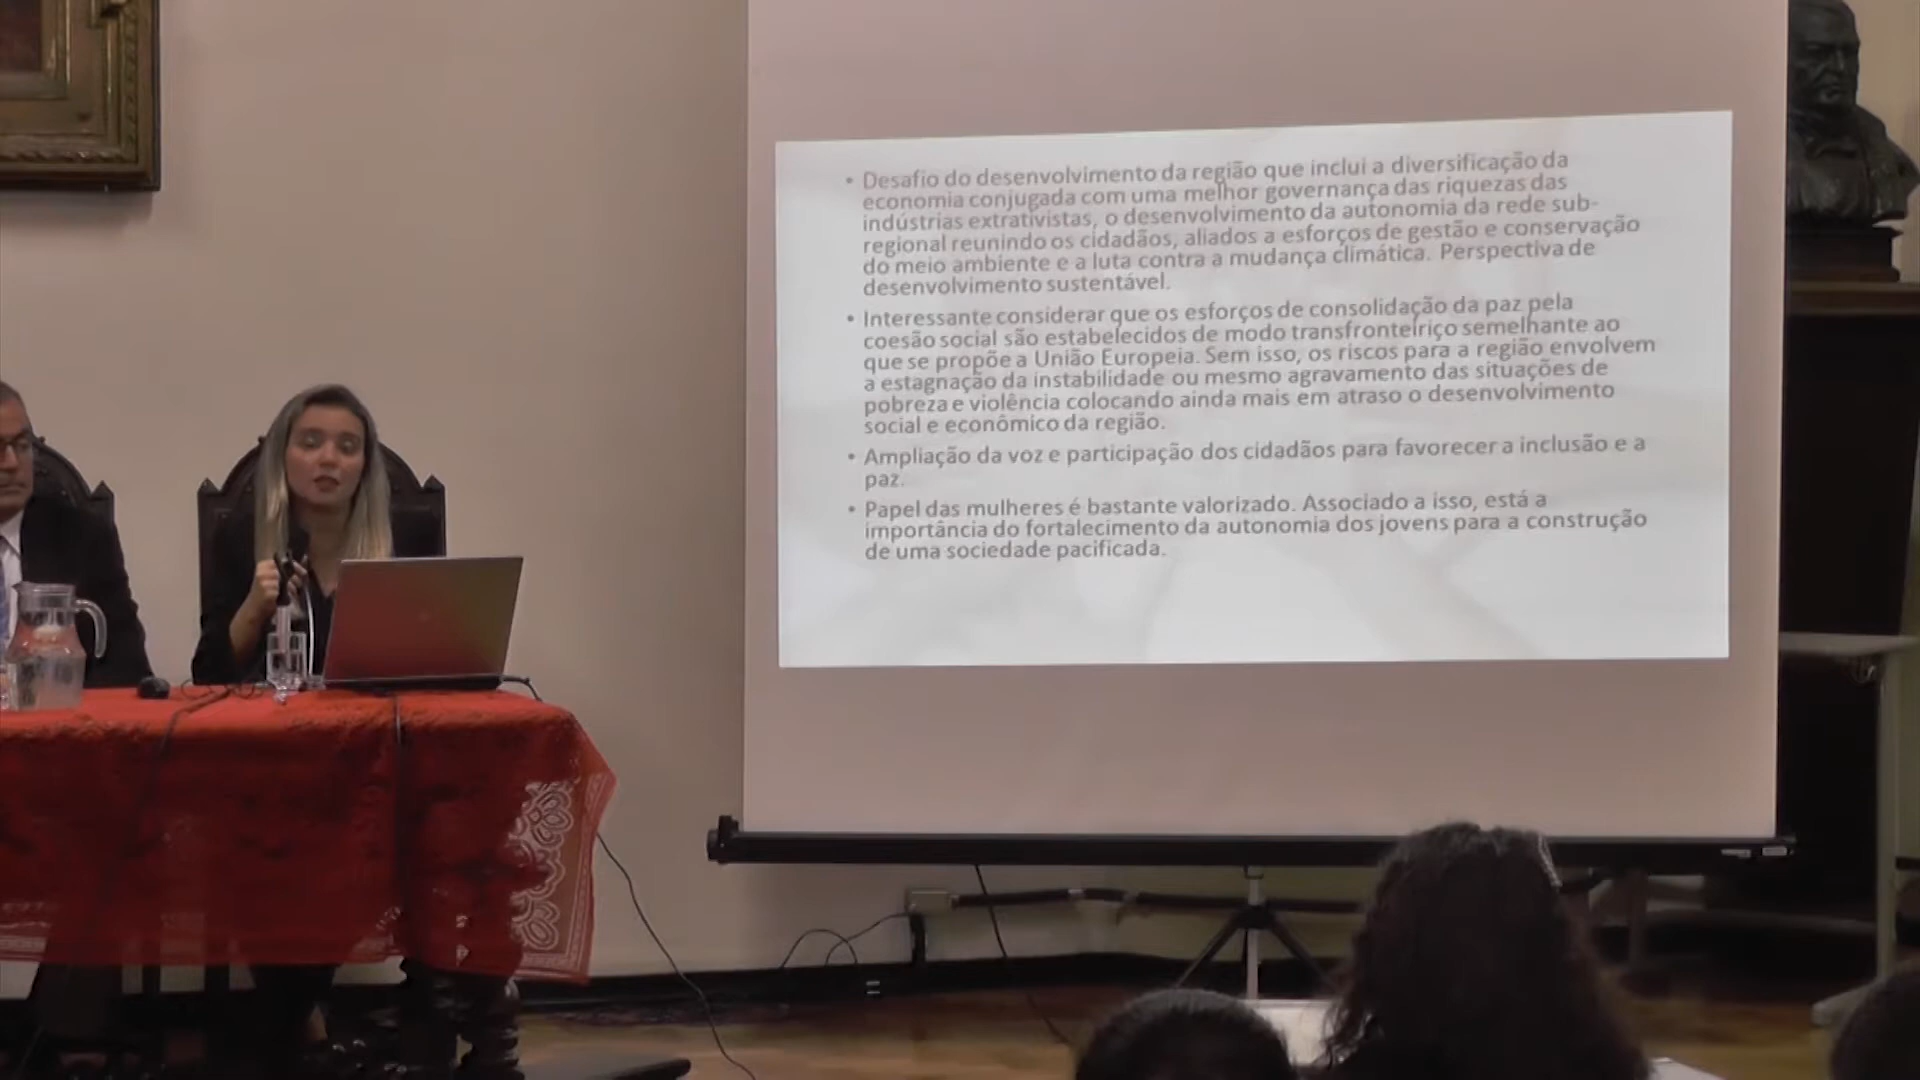 • Desafio do desenvolvimento da região que inclui a diversificação da
economia conjugada com uma melhor governança das riquezas das
indústrias extrativistas, o desenvolvimento da autonomia da rede sub-
regional reunindo os cidadãos, aliados a esforços de gestão e conservação
do meio ambiente e a luta contra a mudança climática. Perspectiva de
desenvolvimento sustentável.
• Interessante considerar que os esforços de consolidação da paz pela
coesão social são estabelecidos de modo transfronteiriço semelhante ao
que se propõe a União Europeia. Sem isso, os riscos para a região envolvem
a estagnação da instabilidade ou mesmo agravamento das situações de
pobreza e violência colocando ainda mais em atraso o desenvolvimento
social e econômico da região.
• Ampliação da voz e participação dos cidadãos para favorecer a inclusão e a
paz.
• Papel das mulheres é bastante valorizado. Associado a isso, está a
importância do fortalecimento da autonomia dos jovens para a construção
de uma sociedade pacificada.